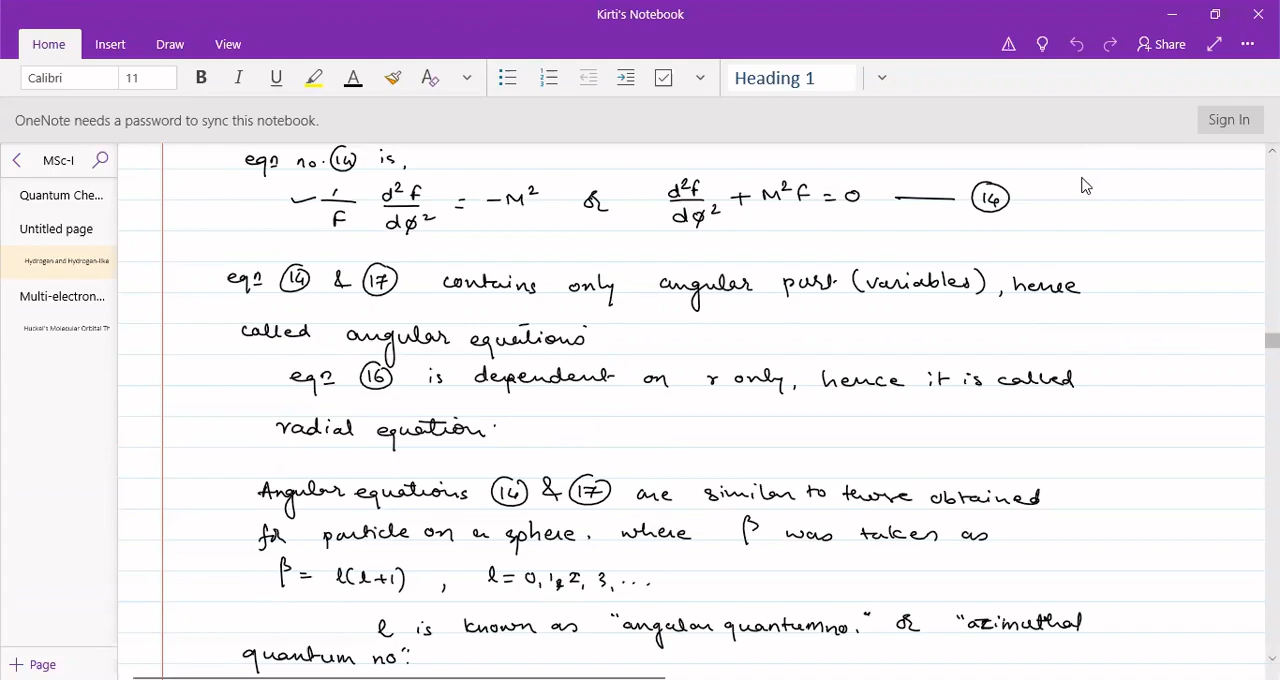 Kirti's Notebook
Home Insert Draw View Share
Calibri 11 B I U A Heading 1
OneNote needs a password to sync this notebook. Sign In
MSc-I
Quantum Che...
Untitled page
Hydrogen and Hydrogen-like
Multi-electron...
Huckel's Molecular Orbital Th
Page
eqn no. (14) is,
✓ 1/F d²f/dφ² = -M² or d²f/dφ² + M²F = 0 —— (14)
eqn (14) & (17) contains only angular part (variables), hence
called angular equations
eqn (16) is dependent on r only, hence it is called
radial equation.
Angular equations (14) & (17) are similar to those obtained
for particle on a sphere. where β was taken as
β = l(l+1) , l = 0, 1, 2, 3, ...
l is known as "angular quantum no." or "azimuthal
quantum no".